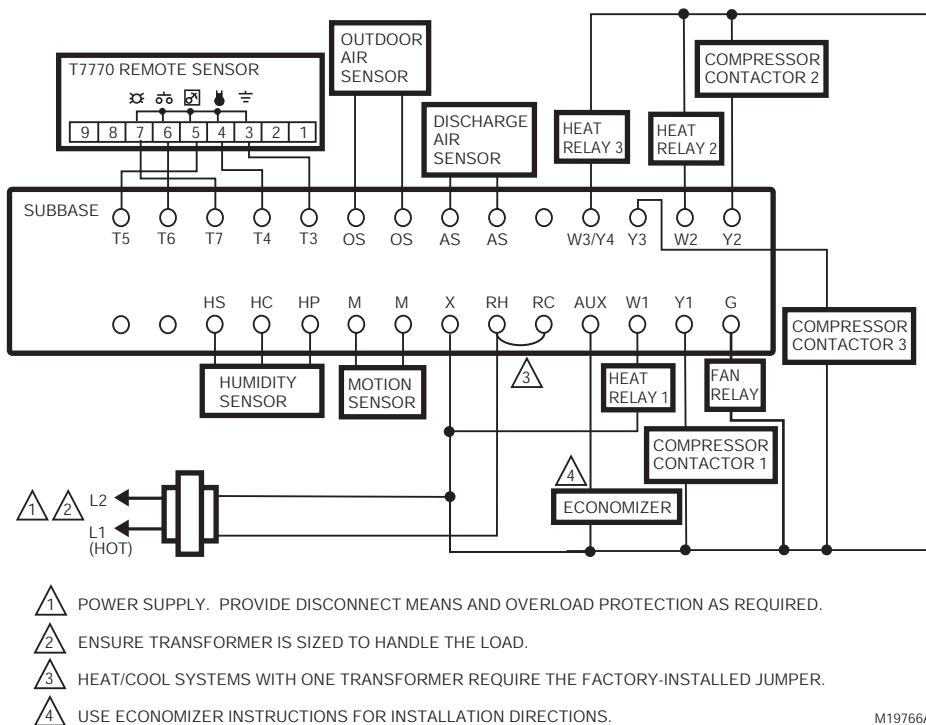 OUTDOOR
AIR
SENSOR
T7770 REMOTE SENSOR
9 8 7 6 5 4 3 2 1
DISCHARGE
AIR
SENSOR
HEAT
RELAY 3
HEAT
RELAY 2
COMPRESSOR
CONTACTOR 2
SUBBASE
T5 T6 T7 T4 T3 OS OS AS AS W3/Y4 Y3 W2 Y2
HS HC HP M M X RH RC AUX W1 Y1 G
COMPRESSOR
CONTACTOR 3
HUMIDITY
SENSOR
MOTION
SENSOR
3
HEAT
RELAY 1
FAN
RELAY
COMPRESSOR
CONTACTOR 1
4
ECONOMIZER
1 2 L2
L1
(HOT)
1 POWER SUPPLY. PROVIDE DISCONNECT MEANS AND OVERLOAD PROTECTION AS REQUIRED.
2 ENSURE TRANSFORMER IS SIZED TO HANDLE THE LOAD.
3 HEAT/COOL SYSTEMS WITH ONE TRANSFORMER REQUIRE THE FACTORY-INSTALLED JUMPER.
4 USE ECONOMIZER INSTRUCTIONS FOR INSTALLATION DIRECTIONS.
M19766A